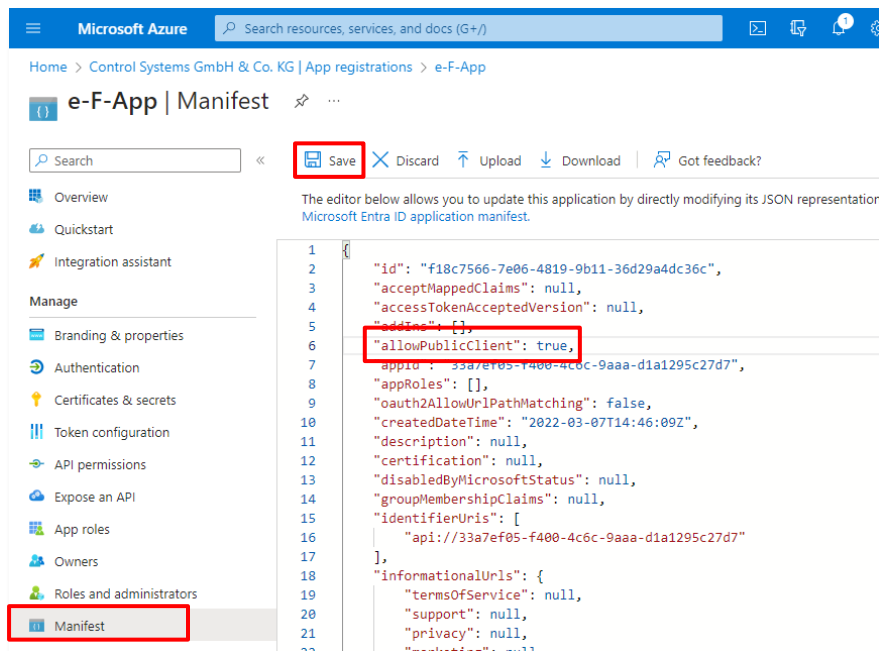 Microsoft Azure
Search resources, services, and docs (G+/)
1
Home > Control Systems GmbH & Co. KG | App registrations > e-F-App
e-F-App | Manifest
Search
Save Discard Upload Download Got feedback?
Overview
Quickstart
Integration assistant
Manage
Branding & properties
Authentication
Certificates & secrets
Token configuration
API permissions
Expose an API
App roles
Owners
Roles and administrators
Manifest
The editor below allows you to update this application by directly modifying its JSON representation
Microsoft Entra ID application manifest.
1 {
2 "id": "f18c7566-7e06-4819-9b11-36d29a4dc36c",
3 "acceptMappedClaims": null,
4 "accessTokenAcceptedVersion": null,
5 "addIns": [],
6 "allowPublicClient": true,
7 "appId": "33a7ef05-f400-4c6c-9aaa-d1a1295c27d7",
8 "appRoles": [],
9 "oauth2AllowUrlPathMatching": false,
10 "createdDateTime": "2022-03-07T14:46:09Z",
11 "description": null,
12 "certification": null,
13 "disabledByMicrosoftStatus": null,
14 "groupMembershipClaims": null,
15 "identifierUris": [
16 "api://33a7ef05-f400-4c6c-9aaa-d1a1295c27d7"
17 ],
18 "informationalUrls": {
19 "termsOfService": null,
20 "support": null,
21 "privacy": null,
22 "marketing": null